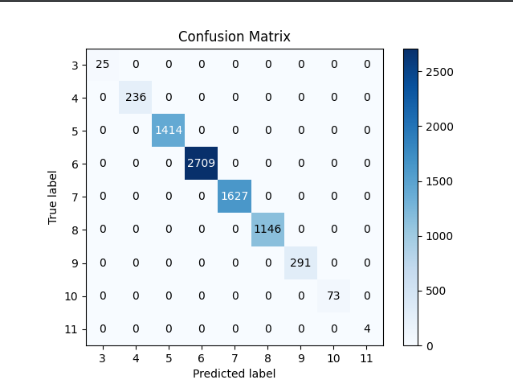 Confusion Matrix
3 25 0 0 0 0 0 0 0 0
4 0 236 0 0 0 0 0 0 0
5 0 0 1414 0 0 0 0 0 0
6 0 0 0 2709 0 0 0 0 0
7 0 0 0 0 1627 0 0 0 0
8 0 0 0 0 0 1146 0 0 0
9 0 0 0 0 0 0 291 0 0
10 0 0 0 0 0 0 0 73 0
11 0 0 0 0 0 0 0 0 4
3 4 5 6 7 8 9 10 11
Predicted label
True label
2500
2000
1500
1000
500
0